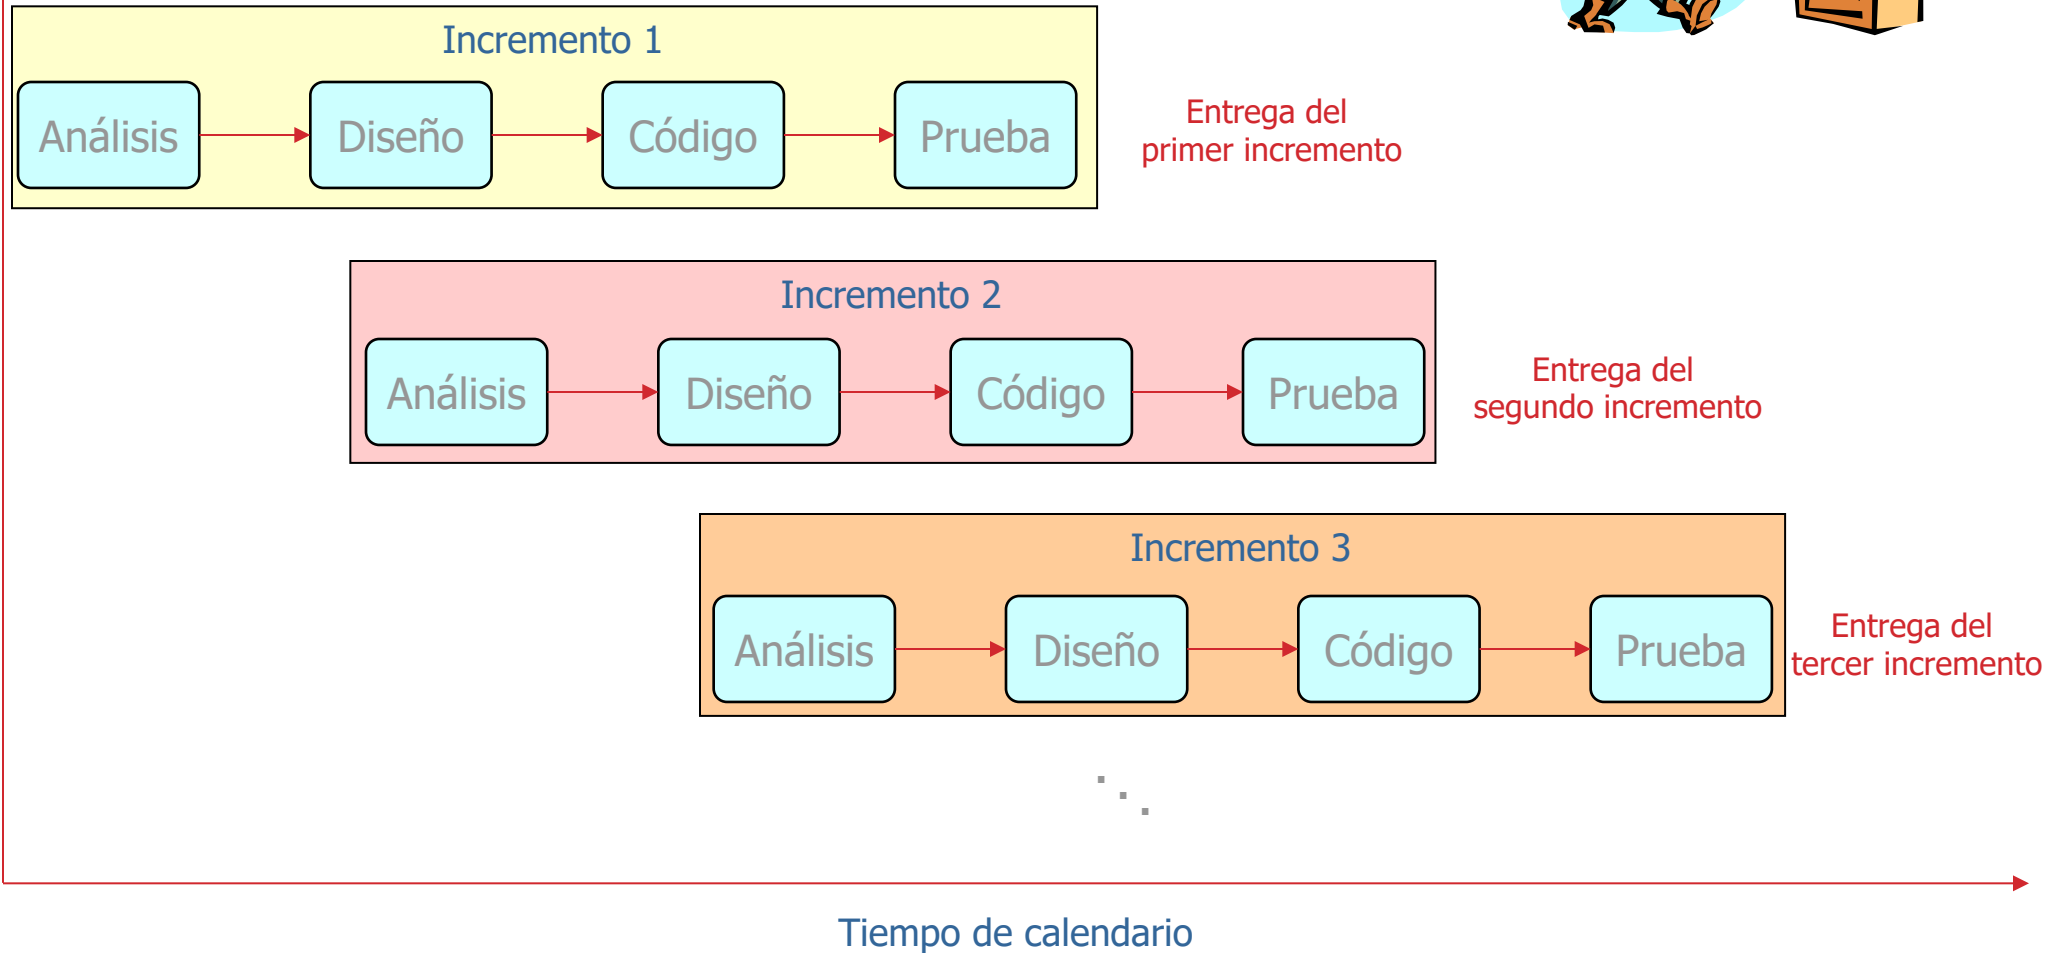 Incremento 1
Análisis
Diseño
Código
Prueba
Entrega del
primer incremento
Incremento 2
Análisis
Diseño
Código
Prueba
Entrega del
segundo incremento
Incremento 3
Análisis
Diseño
Código
Prueba
Entrega del
tercer incremento
Tiempo de calendario